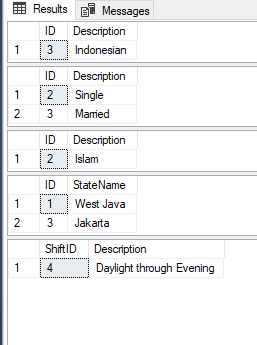 Results Messages
ID Description
1 3 Indonesian
ID Description
1 2 Single
2 3 Married
ID Description
1 2 Islam
ID StateName
1 1 West Java
2 3 Jakarta
ShiftID Description
1 4 Daylight through Evening